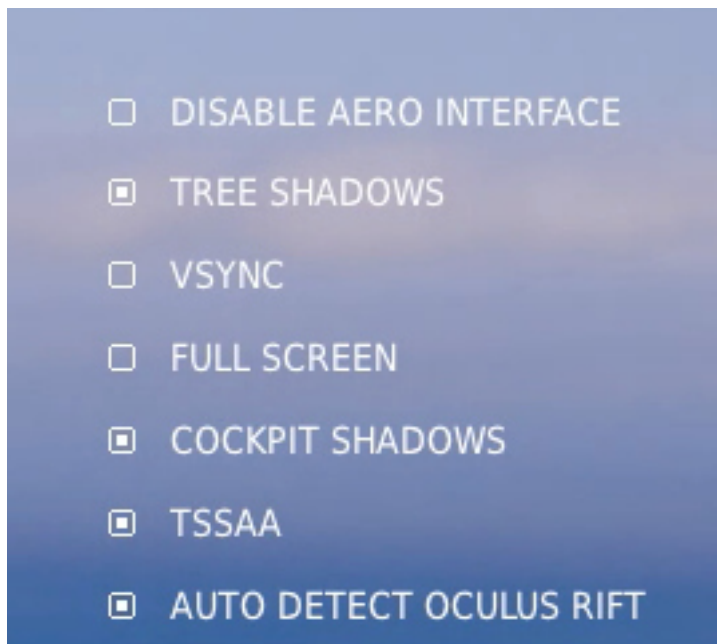 DISABLE AERO INTERFACE
TREE SHADOWS
VSYNC
FULL SCREEN
COCKPIT SHADOWS
TSSAA
AUTO DETECT OCULUS RIFT